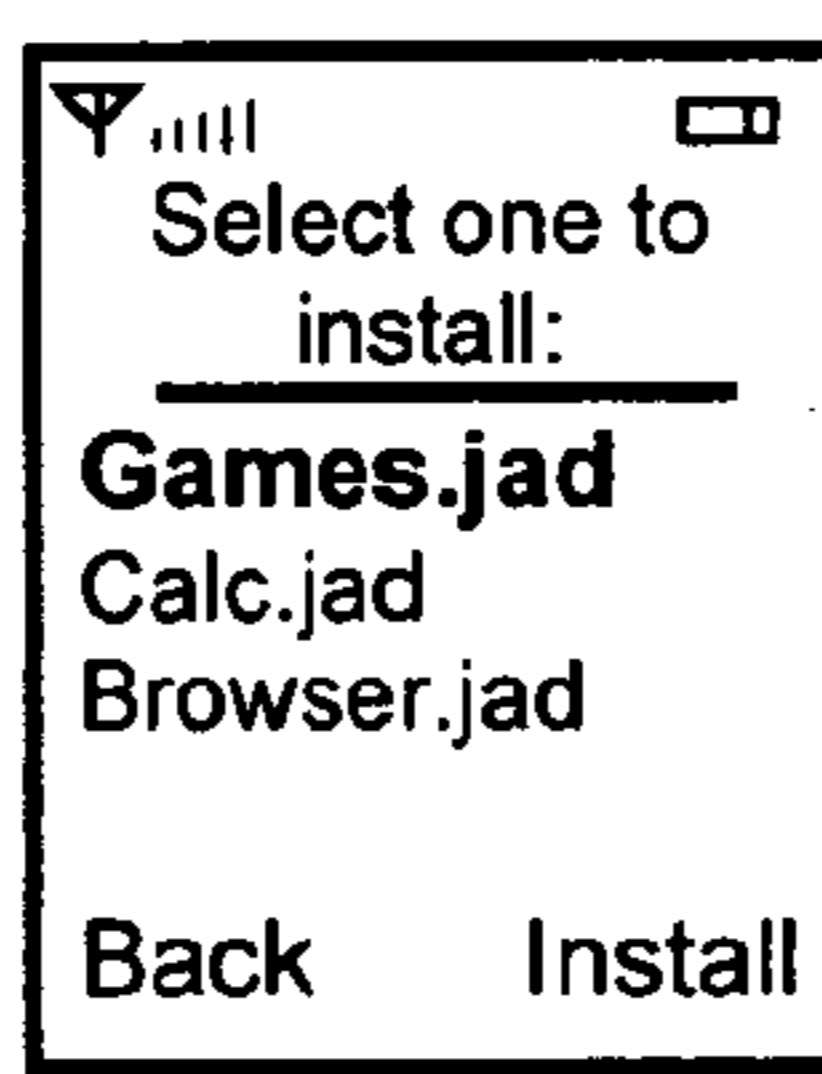 Select one to
install:
Games.jad
Calc.jad
Browser.jad
Back Install